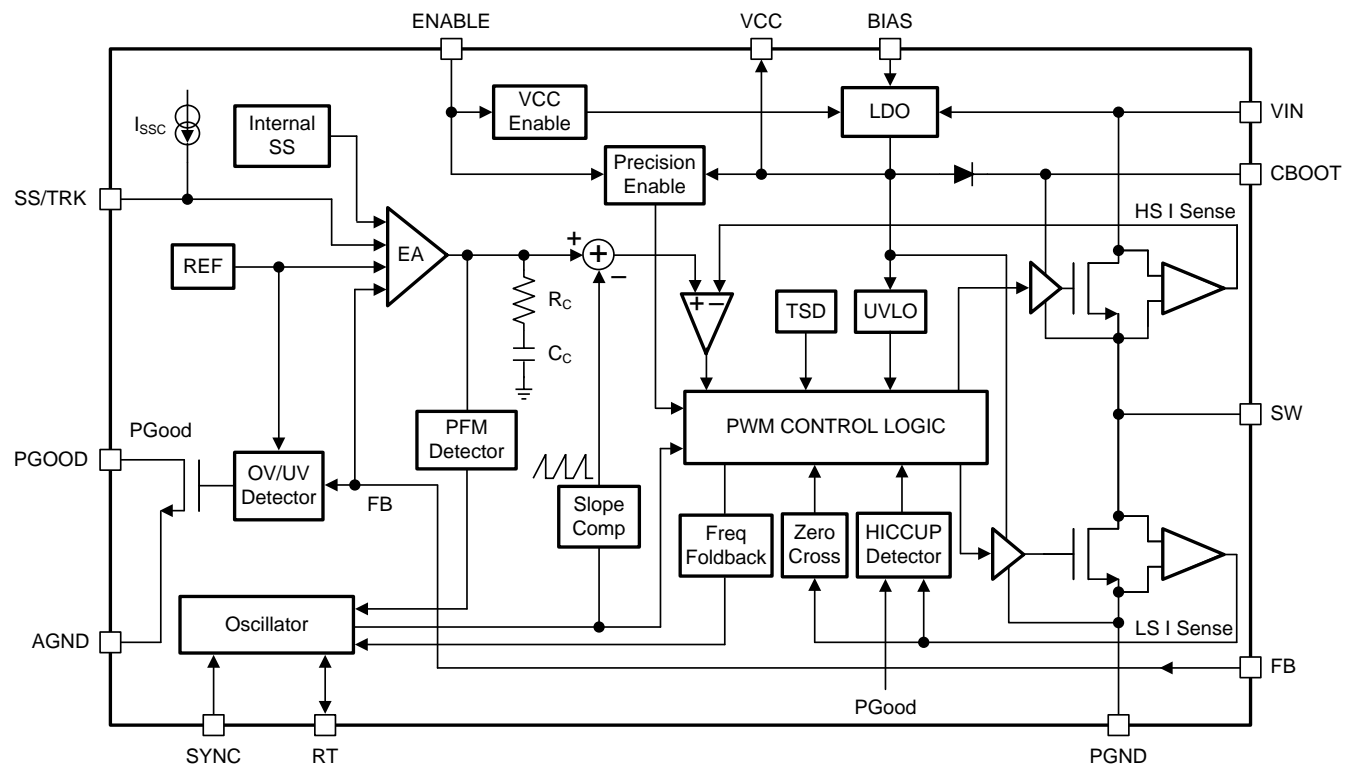 ENABLE
VCC
BIAS
ISSC
Internal
SS
VCC
Enable
LDO
VIN
Precision
Enable
CBOOT
SS/TRK
HS I Sense
EA
+
+
−
REF
RC
+ −
TSD
UVLO
CC
SW
PWM CONTROL LOGIC
PGood
PFM
Detector
PGOOD
OV/UV
Detector
FB
Slope
Comp
Freq
Foldback
Zero
Cross
HICCUP
Detector
Oscillator
LS I Sense
AGND
FB
PGood
SYNC
RT
PGND